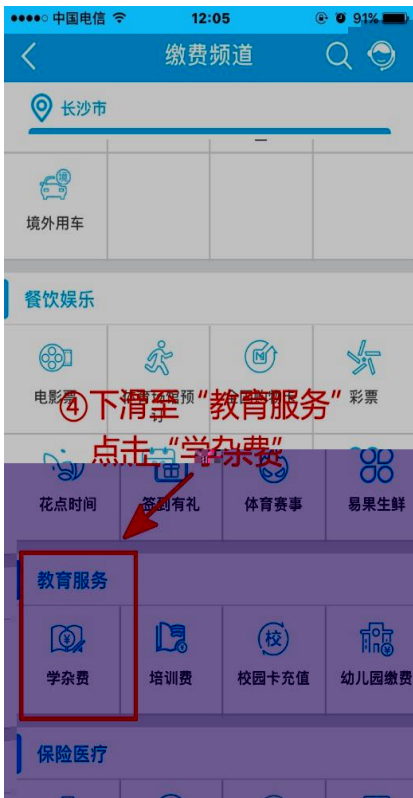 中国电信 12:05 91%
缴费频道
长沙市
境外用车
餐饮娱乐
电影票 彩票
④下滑至“教育服务”
点击“学杂费”
花点时间 签到有礼 体育赛事 易果生鲜
教育服务
学杂费 培训费 校园卡充值 幼儿园缴费
保险医疗